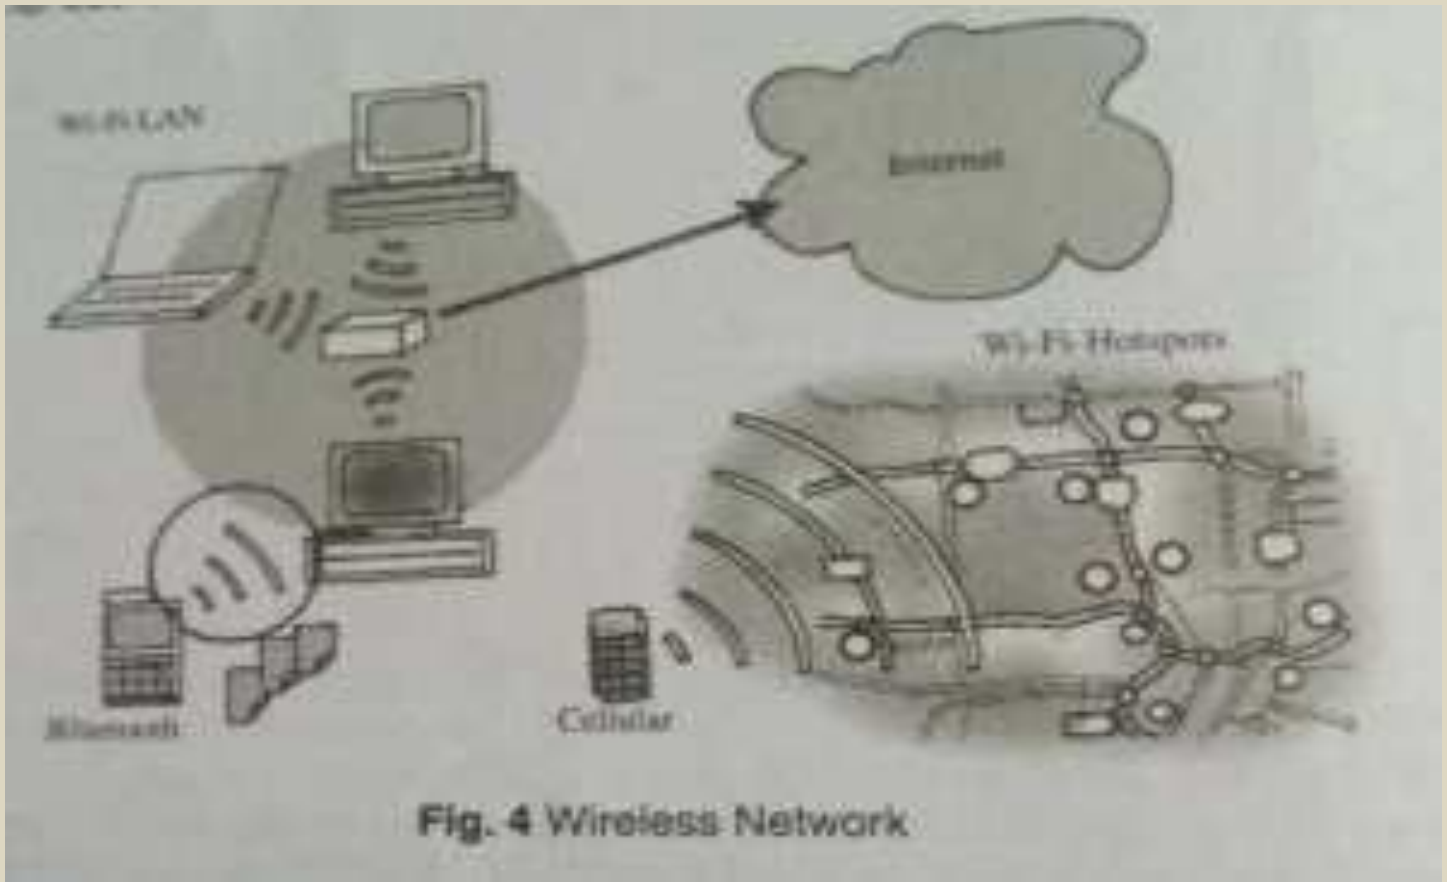 Wi-Fi LAN
Internet
Wi-Fi Hotspots
Bluetooth
Cellular
Fig. 4 Wireless Network